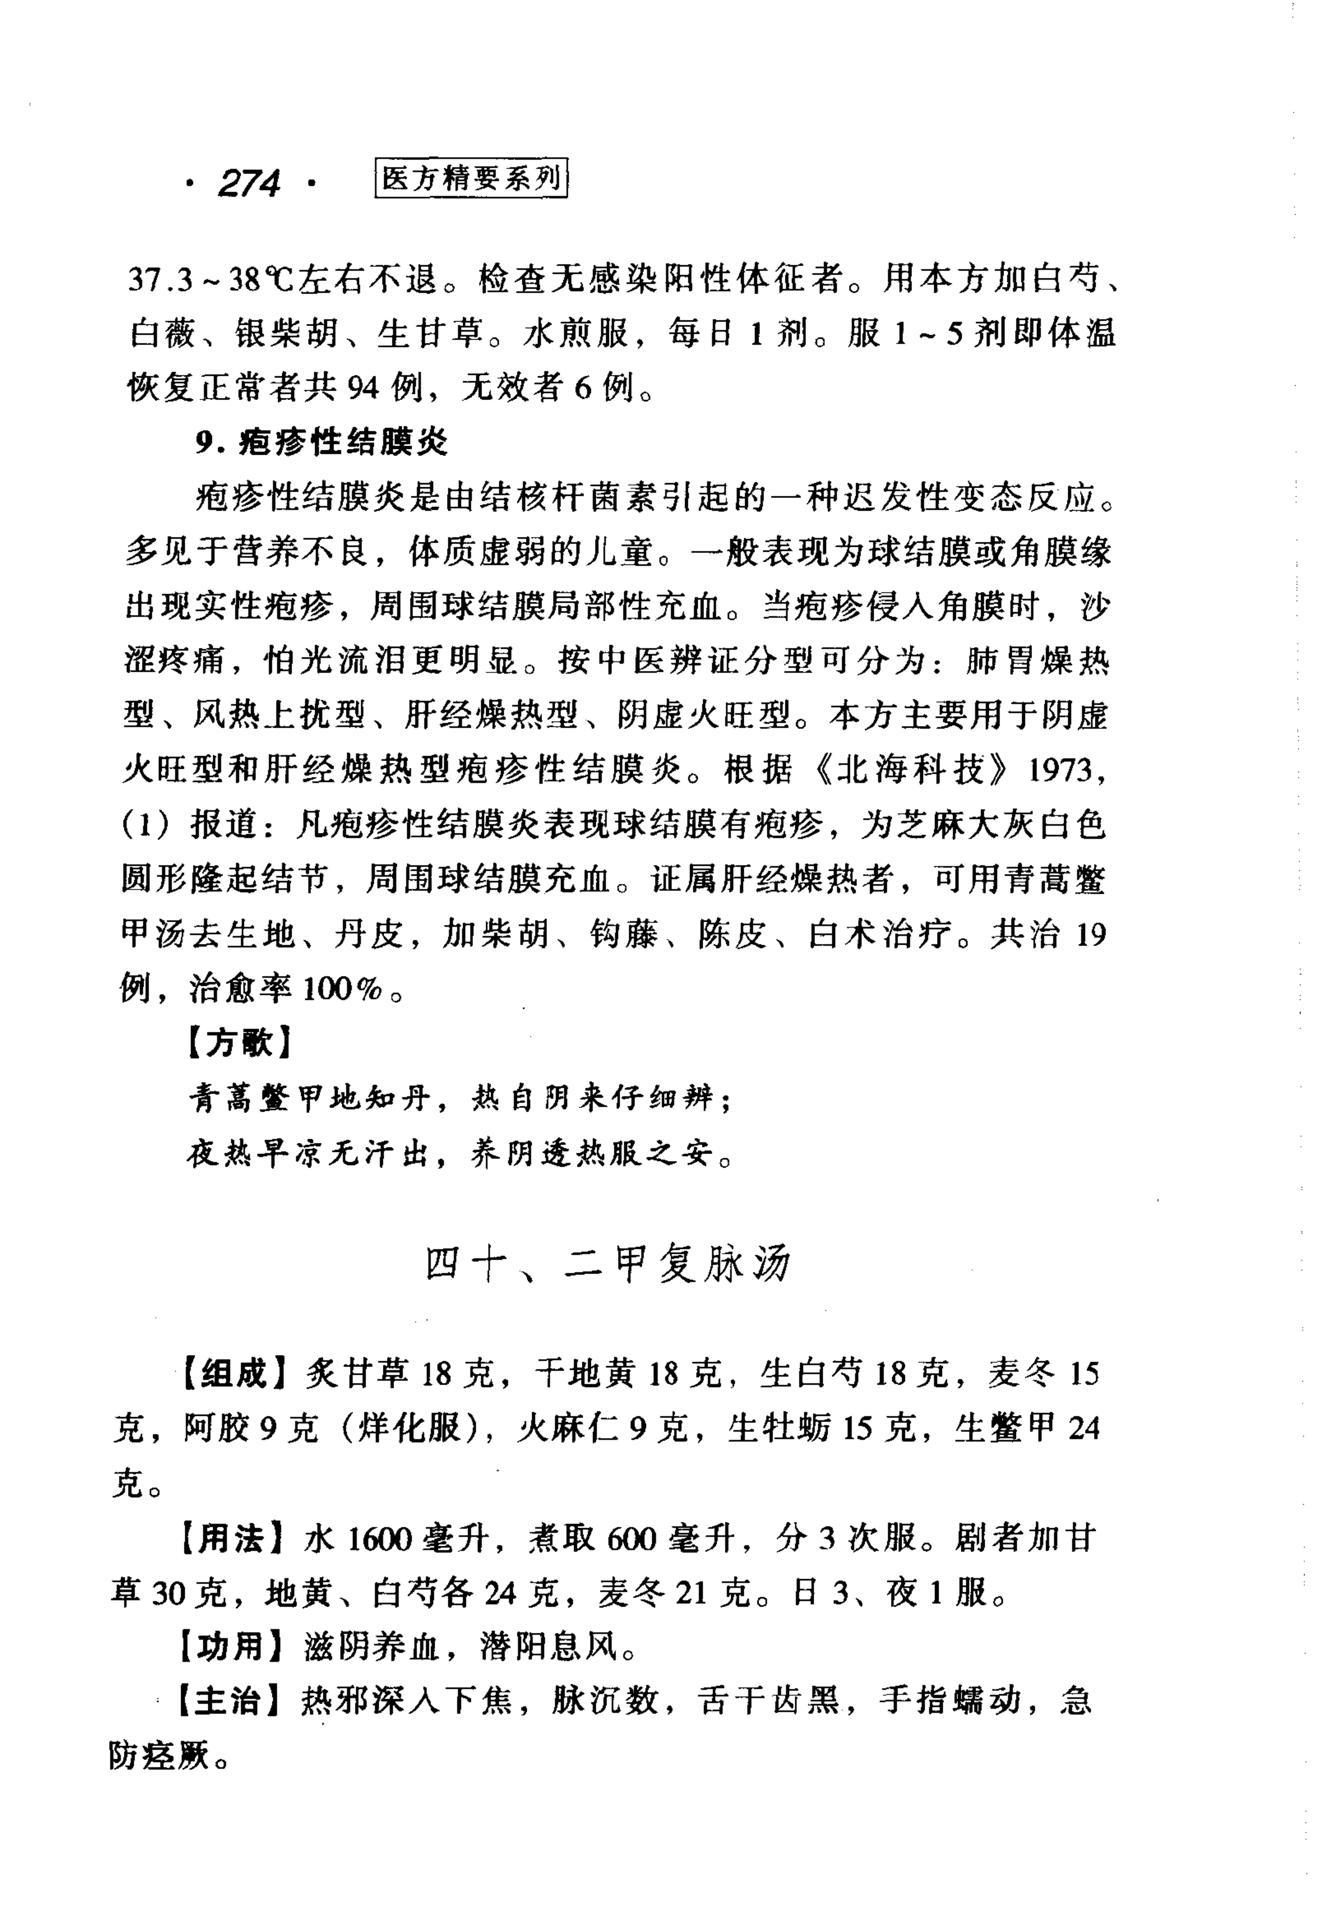 · 274 · 医方精要系列
37.3～38℃左右不退。检查无感染阳性体征者。用本方加白芍、
白薇、银柴胡、生甘草。水煎服，每日 1 剂。服 1～5 剂即体温
恢复正常者共 94 例，无效者 6 例。
9. 疱疹性结膜炎
疱疹性结膜炎是由结核杆菌素引起的一种迟发性变态反应。
多见于营养不良，体质虚弱的儿童。一般表现为球结膜或角膜缘
出现实性疱疹，周围球结膜局部性充血。当疱疹侵入角膜时，沙
涩疼痛，怕光流泪更明显。按中医辨证分型可分为：肺胃燥热
型、风热上扰型、肝经燥热型、阴虚火旺型。本方主要用于阴虚
火旺型和肝经燥热型疱疹性结膜炎。根据《北海科技》1973，
(1) 报道：凡疱疹性结膜炎表现球结膜有疱疹，为芝麻大灰白色
圆形隆起结节，周围球结膜充血。证属肝经燥热者，可用青蒿鳖
甲汤去生地、丹皮，加柴胡、钩藤、陈皮、白术治疗。共治 19
例，治愈率 100%。
【方歌】
青蒿鳖甲地知丹，热自阴来仔细辨；
夜热早凉无汗出，养阴透热服之安。
四十、二甲复脉汤
【组成】炙甘草 18 克，干地黄 18 克，生白芍 18 克，麦冬 15
克，阿胶 9 克（烊化服），火麻仁 9 克，生牡蛎 15 克，生鳖甲 24
克。
【用法】水 1600 毫升，煮取 600 毫升，分 3 次服。剧者加甘
草 30 克，地黄、白芍各 24 克，麦冬 21 克。日 3、夜 1 服。
【功用】滋阴养血，潜阳息风。
【主治】热邪深入下焦，脉沉数，舌干齿黑，手指蠕动，急
防痉厥。